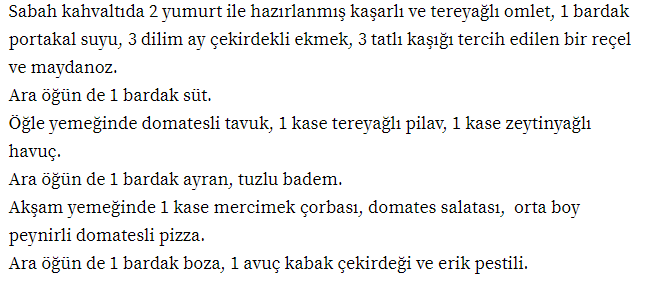 Sabah kahvaltıda 2 yumurt ile hazırlanmış kaşarlı ve tereyağlı omlet, 1 bardak
portakal suyu, 3 dilim ay çekirdekli ekmek, 3 tatlı kaşığı tercih edilen bir reçel
ve maydanoz.
Ara öğün de 1 bardak süt.
Öğle yemeğinde domatesli tavuk, 1 kase tereyağlı pilav, 1 kase zeytinyağlı
havuç.
Ara öğün de 1 bardak ayran, tuzlu badem.
Akşam yemeğinde 1 kase mercimek çorbası, domates salatası,  orta boy
peynirli domatesli pizza.
Ara öğün de 1 bardak boza, 1 avuç kabak çekirdeği ve erik pestili.